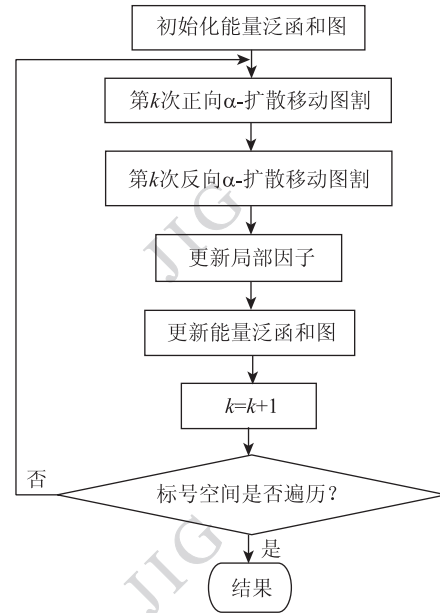 初始化能量泛函和图
第k次正向α-扩散移动图割
第k次反向α-扩散移动图割
JIG
更新局部因子
更新能量泛函和图
k=k+1
否
标号空间是否遍历?
是
JIG
结果